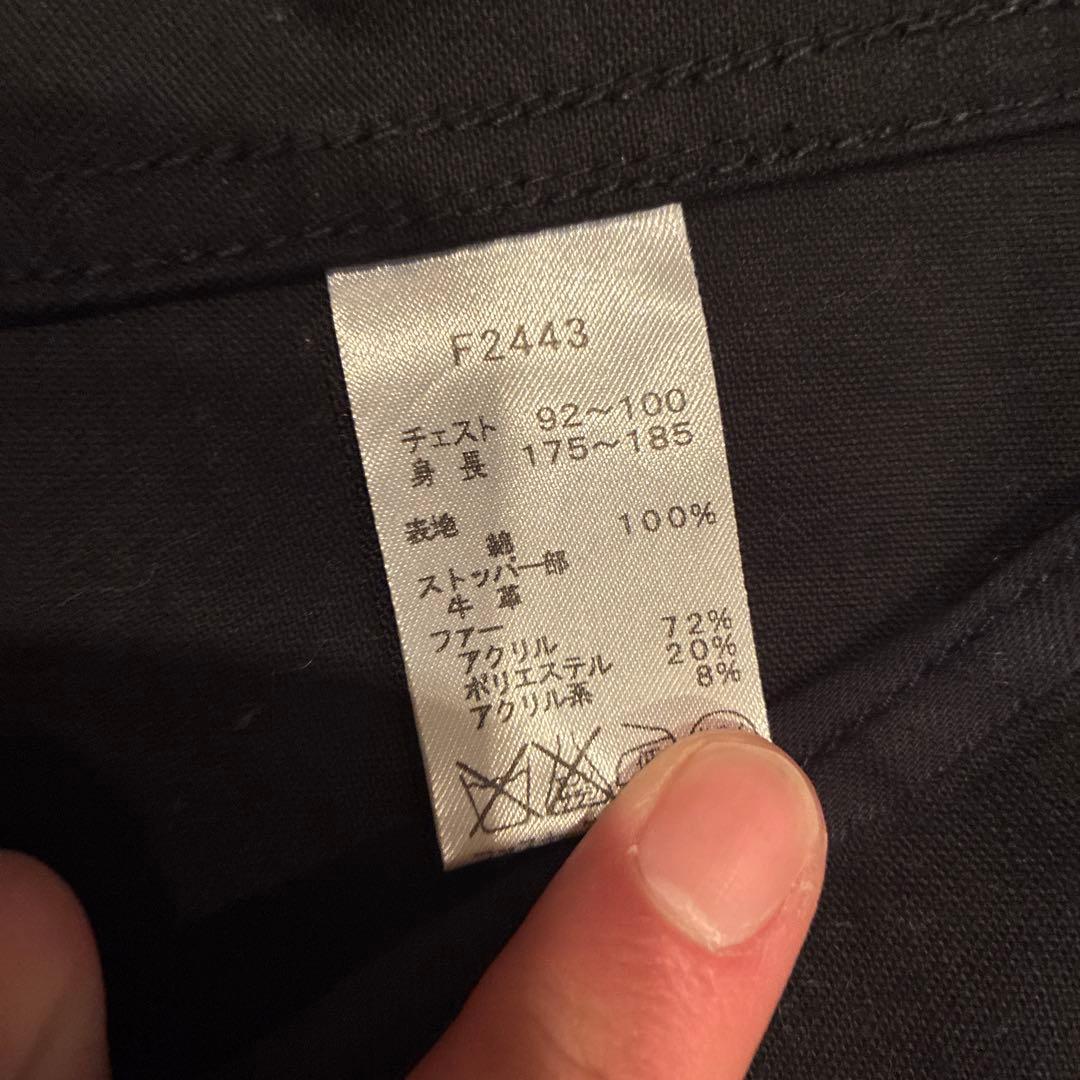 F2443
チェスト 92〜100
身長 175〜185
表地
綿 100%
ストッパー部
牛革
ファー
アクリル 72%
ポリエステル 20%
アクリル系 8%